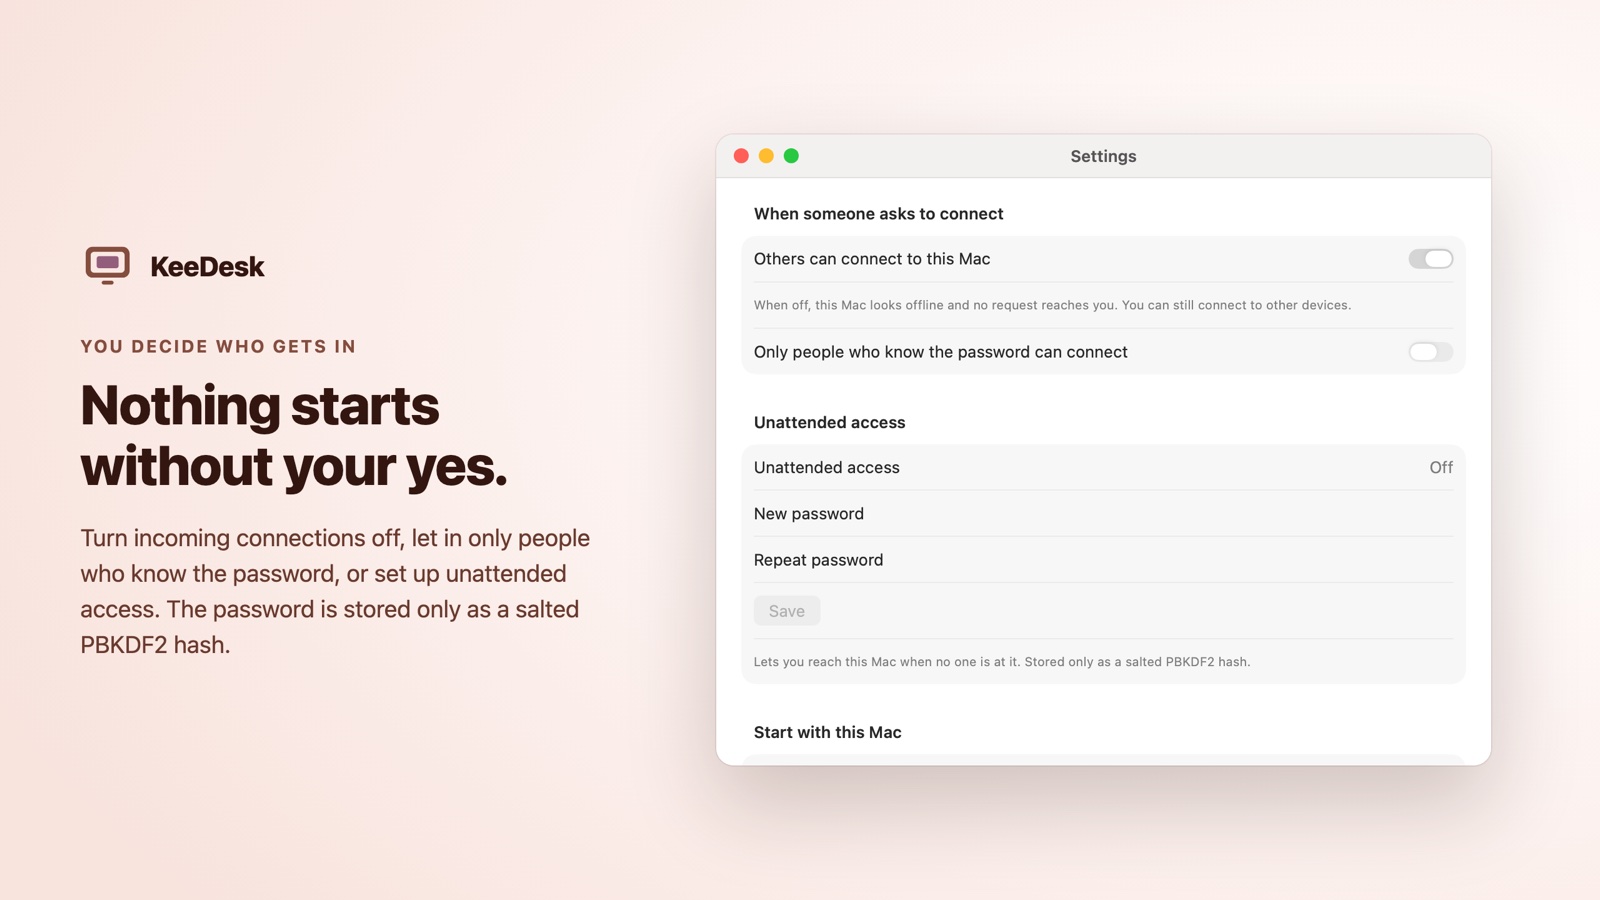 KeeDesk
YOU DECIDE WHO GETS IN
Nothing starts
without your yes.
Turn incoming connections off, let in only people
who know the password, or set up unattended
access. The password is stored only as a salted
PBKDF2 hash.
Settings
When someone asks to connect
Others can connect to this Mac
When off, this Mac looks offline and no request reaches you. You can still connect to other devices.
Only people who know the password can connect
Unattended access
Unattended access Off
New password
Repeat password
Save
Lets you reach this Mac when no one is at it. Stored only as a salted PBKDF2 hash.
Start with this Mac